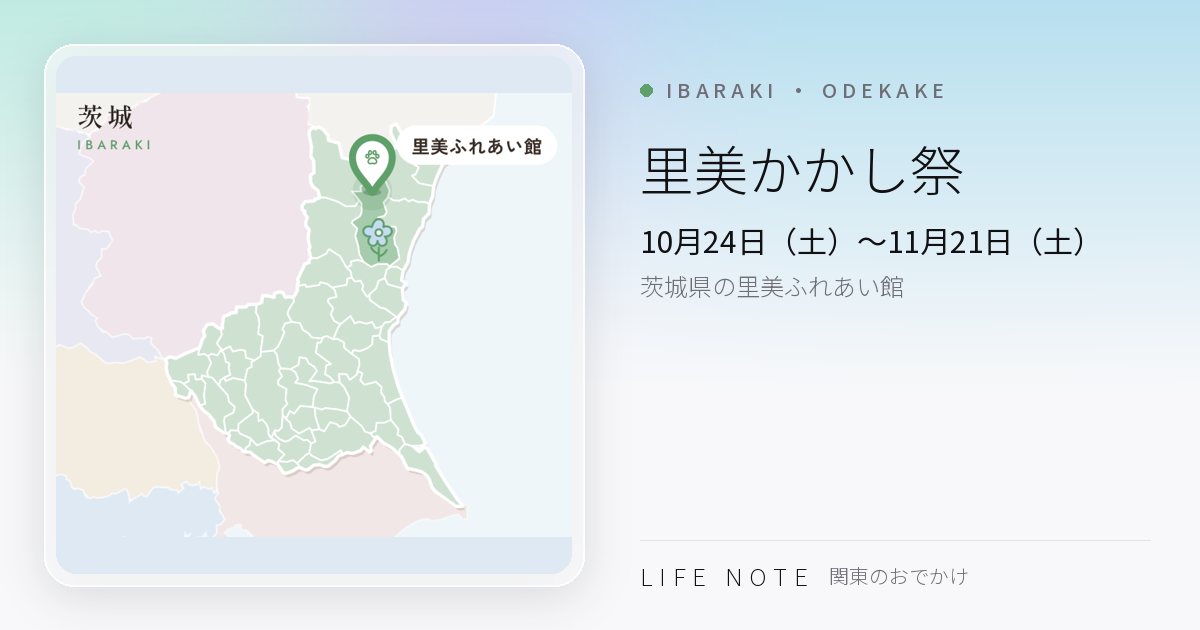 茨城
IBARAKI
里美ふれあい館
IBARAKI • ODEKAKE
里美かかし祭
10月24日（土）〜11月21日（土）
茨城県の里美ふれあい館
LIFE NOTE 関東のおでかけ